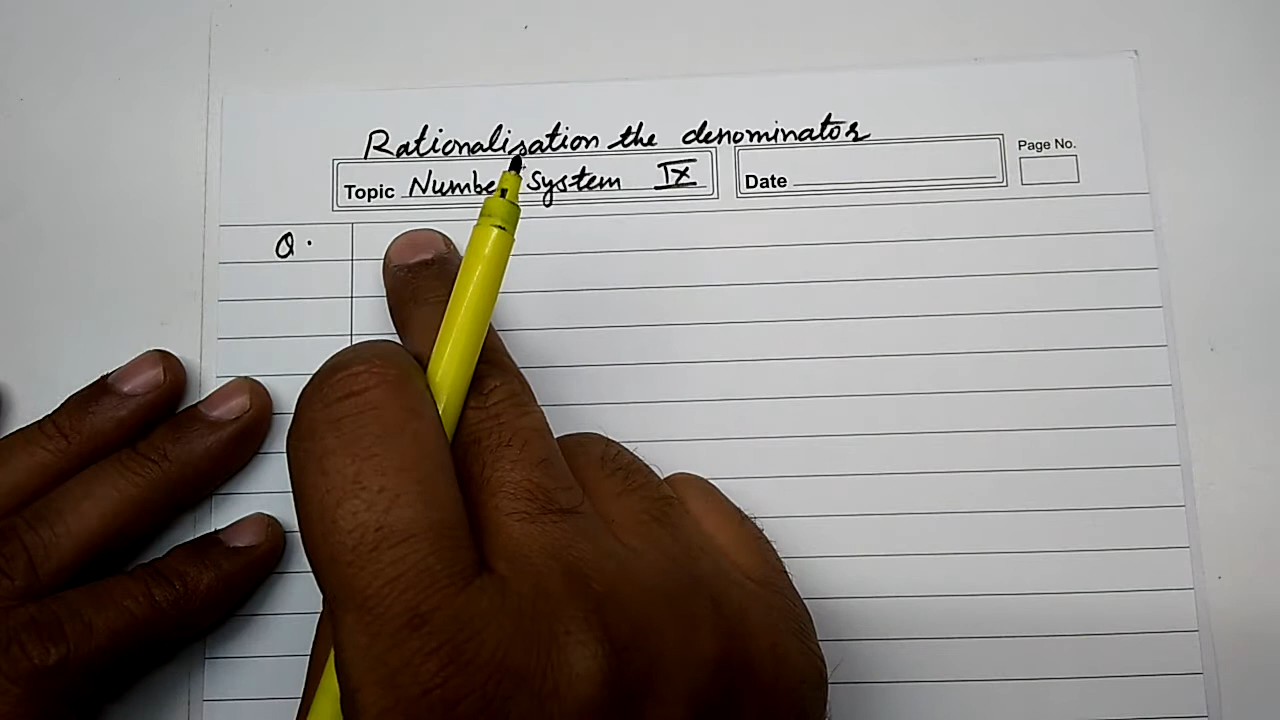 Rationalisation the denominator
Topic Number System IX
Date
Page No.
Q.